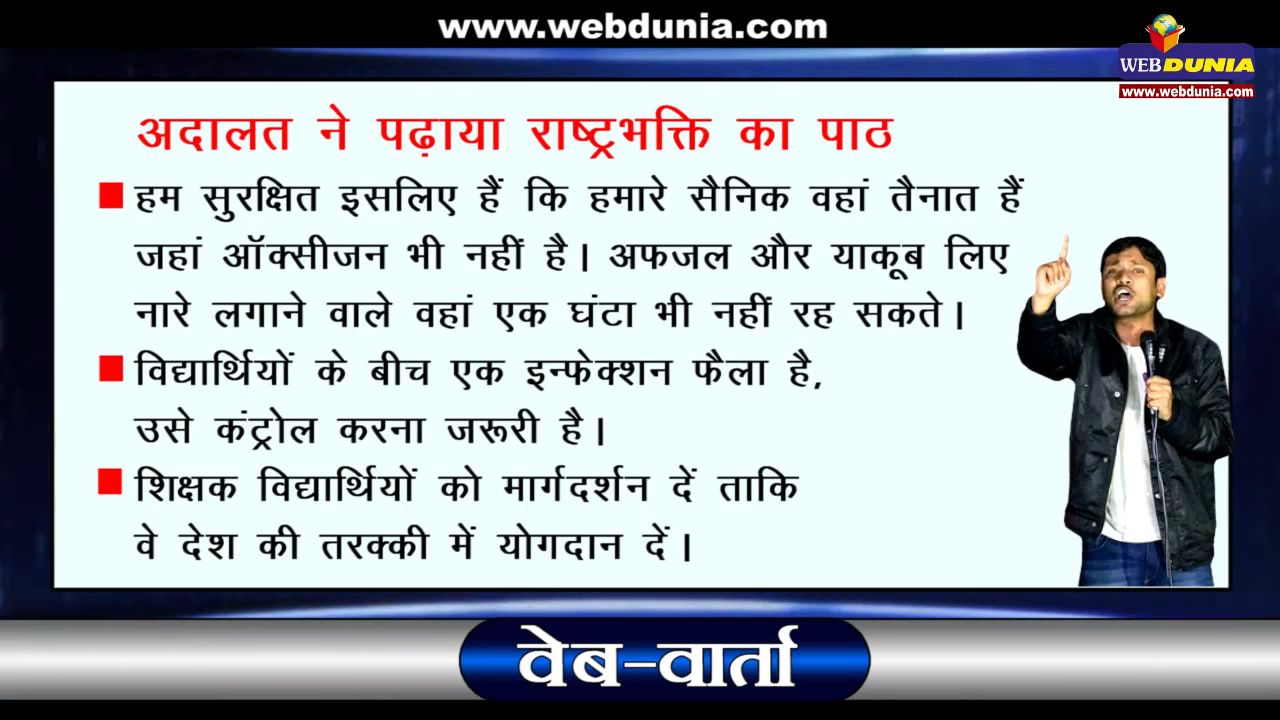 www.webdunia.com
WEBDUNIA
www.webdunia.com
अदालत ने पढ़ाया राष्ट्रभक्ति का पाठ
हम सुरक्षित इसलिए हैं कि हमारे सैनिक वहां तैनात हैं
जहां ऑक्सीजन भी नहीं है। अफजल और याकूब लिए
नारे लगाने वाले वहां एक घंटा भी नहीं रह सकते।
विद्यार्थियों के बीच एक इन्फेक्शन फैला है,
उसे कंट्रोल करना जरूरी है।
शिक्षक विद्यार्थियों को मार्गदर्शन दें ताकि
वे देश की तरक्की में योगदान दें।
वेब-वार्ता